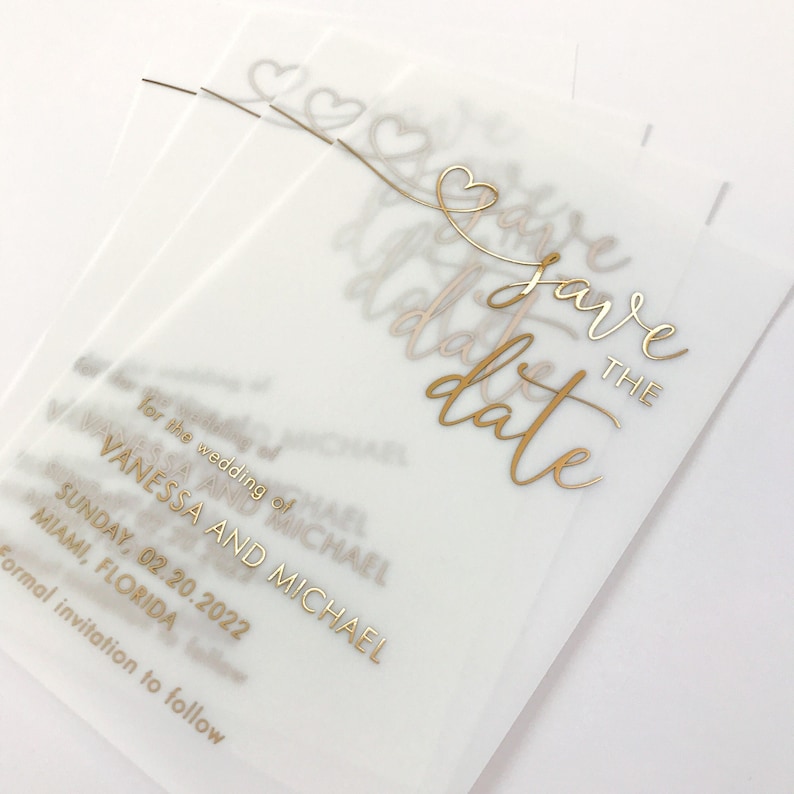 save
THE
date
for the wedding of
VANESSA AND MICHAEL
SUNDAY, 02.20.2022
MIAMI, FLORIDA
Formal invitation to follow